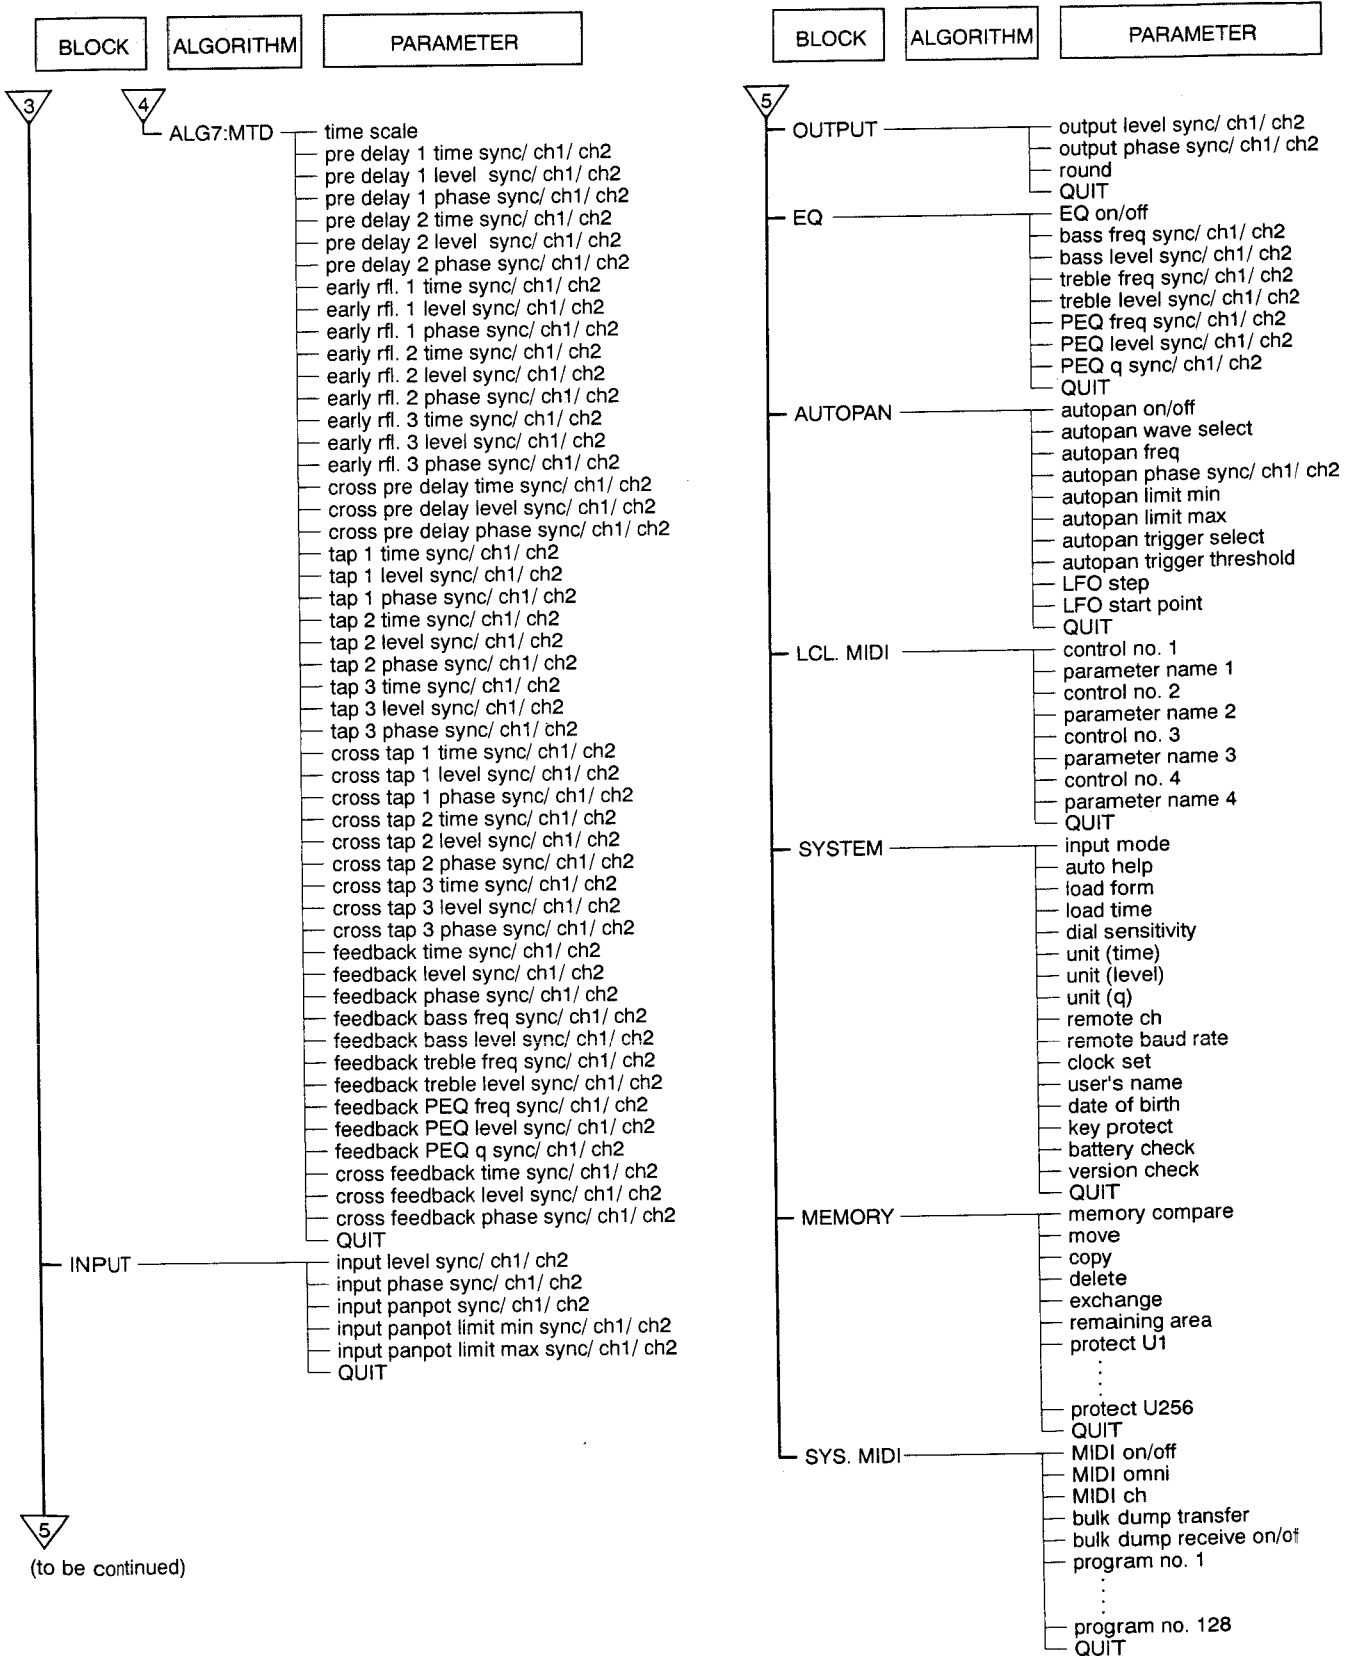 BLOCK ALGORITHM PARAMETER
3 4
ALG7:MTD time scale
pre delay 1 time sync/ ch1/ ch2
pre delay 1 level sync/ ch1/ ch2
pre delay 1 phase sync/ ch1/ ch2
pre delay 2 time sync/ ch1/ ch2
pre delay 2 level sync/ ch1/ ch2
pre delay 2 phase sync/ ch1/ ch2
early rfl. 1 time sync/ ch1/ ch2
early rfl. 1 level sync/ ch1/ ch2
early rfl. 1 phase sync/ ch1/ ch2
early rfl. 2 time sync/ ch1/ ch2
early rfl. 2 level sync/ ch1/ ch2
early rfl. 2 phase sync/ ch1/ ch2
early rfl. 3 time sync/ ch1/ ch2
early rfl. 3 level sync/ ch1/ ch2
early rfl. 3 phase sync/ ch1/ ch2
cross pre delay time sync/ ch1/ ch2
cross pre delay level sync/ ch1/ ch2
cross pre delay phase sync/ ch1/ ch2
tap 1 time sync/ ch1/ ch2
tap 1 level sync/ ch1/ ch2
tap 1 phase sync/ ch1/ ch2
tap 2 time sync/ ch1/ ch2
tap 2 level sync/ ch1/ ch2
tap 2 phase sync/ ch1/ ch2
tap 3 time sync/ ch1/ ch2
tap 3 level sync/ ch1/ ch2
tap 3 phase sync/ ch1/ ch2
cross tap 1 time sync/ ch1/ ch2
cross tap 1 level sync/ ch1/ ch2
cross tap 1 phase sync/ ch1/ ch2
cross tap 2 time sync/ ch1/ ch2
cross tap 2 level sync/ ch1/ ch2
cross tap 2 phase sync/ ch1/ ch2
cross tap 3 time sync/ ch1/ ch2
cross tap 3 level sync/ ch1/ ch2
cross tap 3 phase sync/ ch1/ ch2
feedback time sync/ ch1/ ch2
feedback level sync/ ch1/ ch2
feedback phase sync/ ch1/ ch2
feedback bass freq sync/ ch1/ ch2
feedback bass level sync/ ch1/ ch2
feedback treble freq sync/ ch1/ ch2
feedback treble level sync/ ch1/ ch2
feedback PEQ freq sync/ ch1/ ch2
feedback PEQ level sync/ ch1/ ch2
feedback PEQ q sync/ ch1/ ch2
cross feedback time sync/ ch1/ ch2
cross feedback level sync/ ch1/ ch2
cross feedback phase sync/ ch1/ ch2
QUIT
INPUT input level sync/ ch1/ ch2
input phase sync/ ch1/ ch2
input panpot sync/ ch1/ ch2
input panpot limit min sync/ ch1/ ch2
input panpot limit max sync/ ch1/ ch2
QUIT
5
(to be continued)
BLOCK ALGORITHM PARAMETER
5
OUTPUT output level sync/ ch1/ ch2
output phase sync/ ch1/ ch2
round
QUIT
EQ EQ on/off
bass freq sync/ ch1/ ch2
bass level sync/ ch1/ ch2
treble freq sync/ ch1/ ch2
treble level sync/ ch1/ ch2
PEQ freq sync/ ch1/ ch2
PEQ level sync/ ch1/ ch2
PEQ q sync/ ch1/ ch2
QUIT
AUTOPAN autopan on/off
autopan wave select
autopan freq
autopan phase sync/ ch1/ ch2
autopan limit min
autopan limit max
autopan trigger select
autopan trigger threshold
LFO step
LFO start point
QUIT
LCL. MIDI control no. 1
parameter name 1
control no. 2
parameter name 2
control no. 3
parameter name 3
control no. 4
parameter name 4
QUIT
SYSTEM input mode
auto help
load form
load time
dial sensitivity
unit (time)
unit (level)
unit (q)
remote ch
remote baud rate
clock set
user's name
date of birth
key protect
battery check
version check
QUIT
MEMORY memory compare
move
copy
delete
exchange
remaining area
protect U1
protect U256
QUIT
SYS. MIDI MIDI on/off
MIDI omni
MIDI ch
bulk dump transfer
bulk dump receive on/of
program no. 1
program no. 128
QUIT